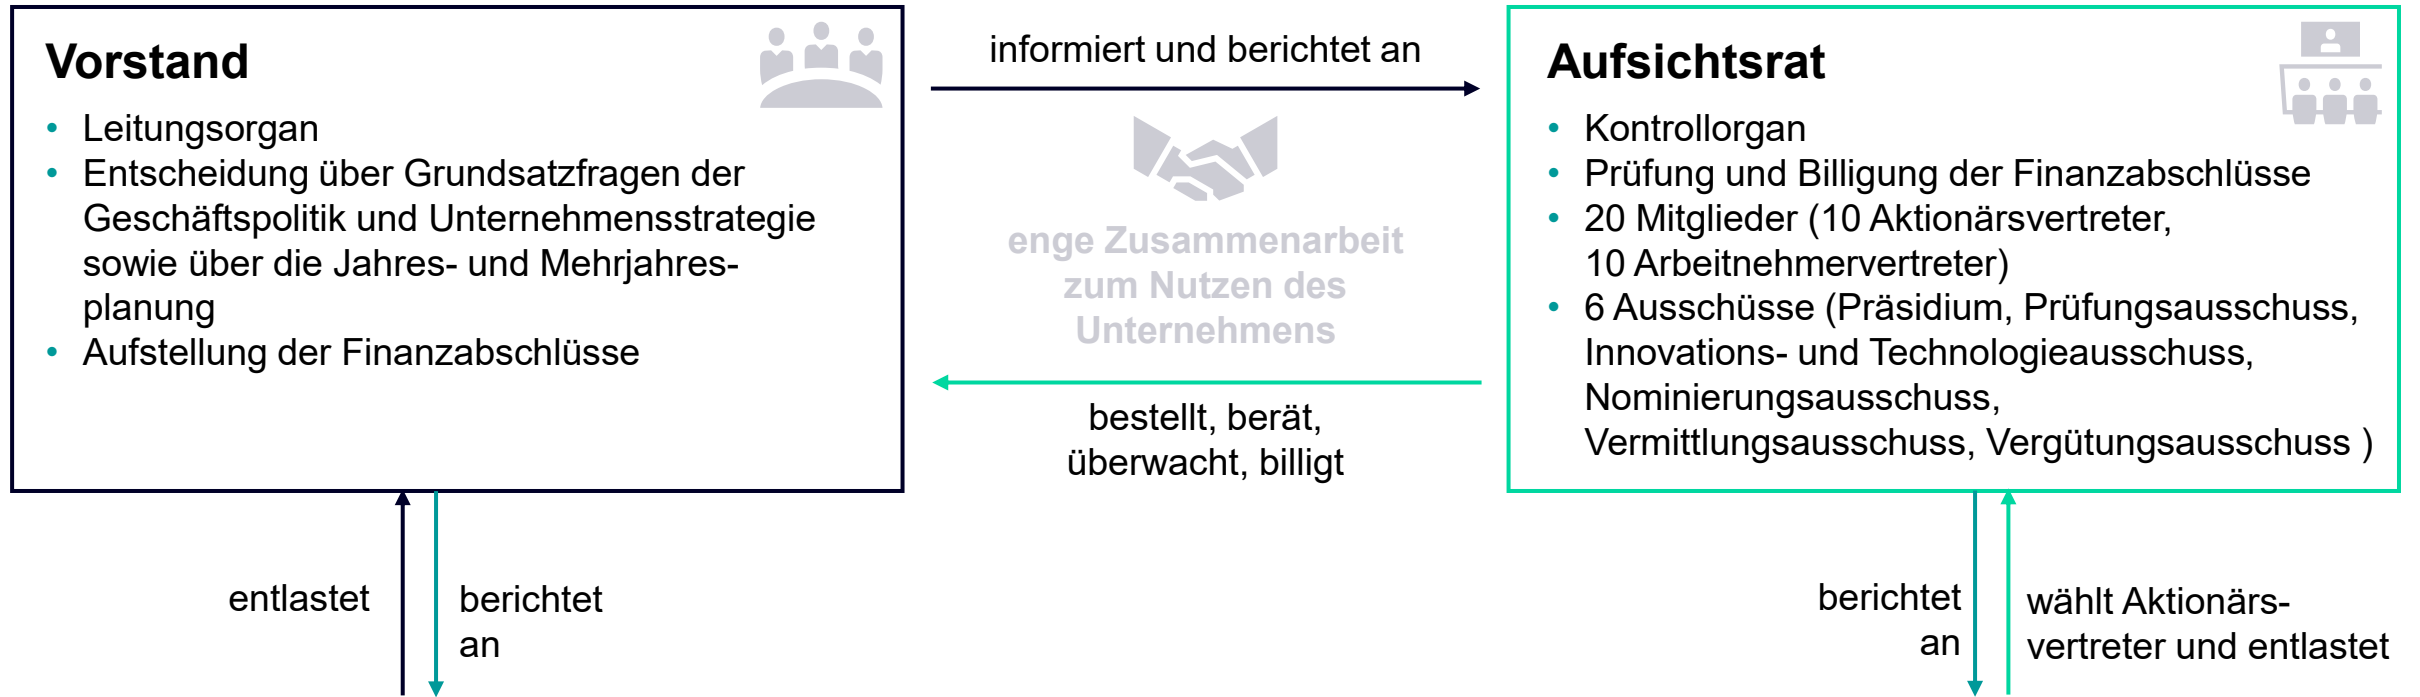 Vorstand
• Leitungsorgan
• Entscheidung über Grundsatzfragen der
Geschäftspolitik und Unternehmensstrategie
sowie über die Jahres- und Mehrjahres-
planung
• Aufstellung der Finanzabschlüsse
informiert und berichtet an
enge Zusammenarbeit
zum Nutzen des
Unternehmens
bestellt, berät,
überwacht, billigt
Aufsichtsrat
• Kontrollorgan
• Prüfung und Billigung der Finanzabschlüsse
• 20 Mitglieder (10 Aktionärsvertreter,
10 Arbeitnehmervertreter)
• 6 Ausschüsse (Präsidium, Prüfungsausschuss,
Innovations- und Technologieausschuss,
Nominierungsausschuss,
Vermittlungsausschuss, Vergütungsausschuss )
entlastet
berichtet
an
berichtet
an
wählt Aktionärs-
vertreter und entlastet